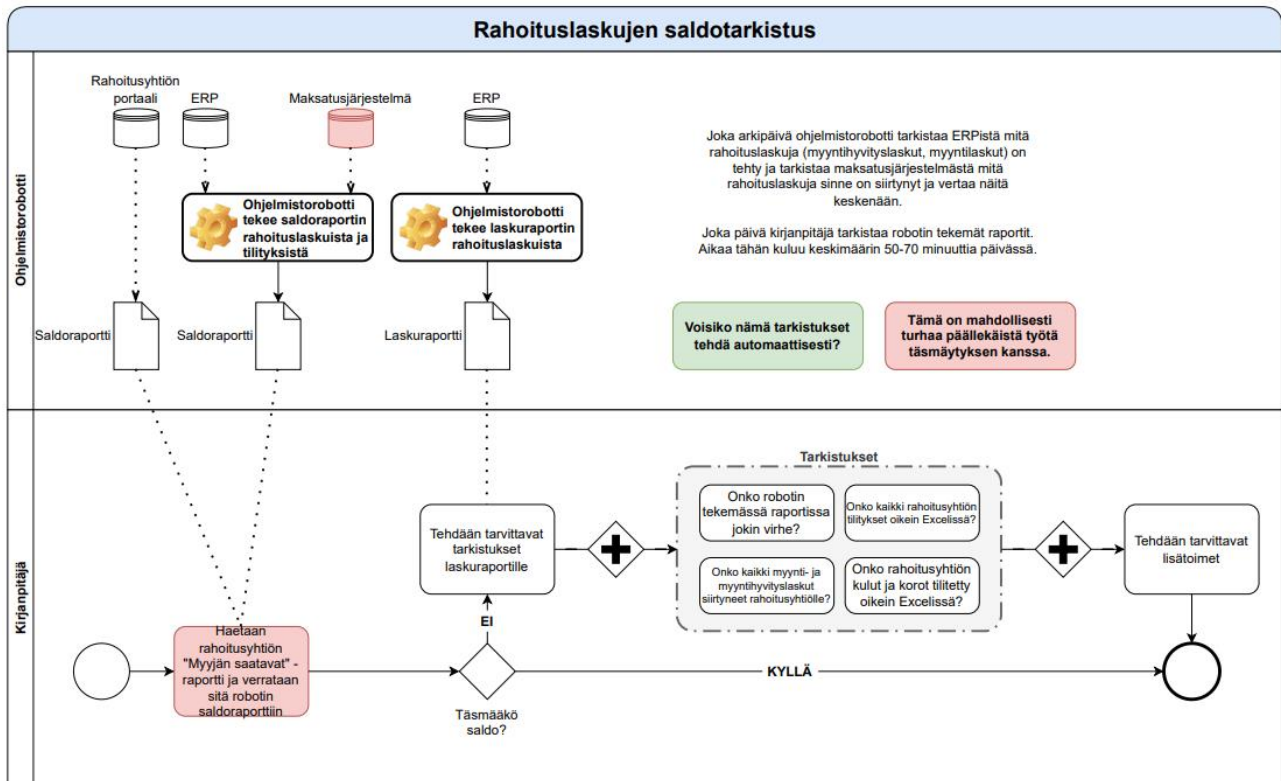 Rahoituslaskujen saldotarkistus
Ohjelmistorobotti
Rahoitusyhtiön
portaali
ERP
Maksatusjärjestelmä
ERP
Ohjelmistorobotti
tekee saldoraportin
rahoituslaskuista ja
tilityksistä
Ohjelmistorobotti
tekee laskuraportin
rahoituslaskuista
Saldoraportti
Saldoraportti
Laskuraportti
Joka arkipäivä ohjelmistorobotti tarkistaa ERPistä mitä
rahoituslaskuja (myyntihyvityslaskut, myyntilaskut) on
tehty ja tarkistaa maksatusjärjestelmästä mitä
rahoituslaskuja sinne on siirtynyt ja vertaa näitä
keskenään.
Joka päivä kirjanpitäjä tarkistaa robotin tekemät raportit.
Aikaa tähän kuluu keskimäärin 50-70 minuuttia päivässä.
Voisiko nämä tarkistukset
tehdä automaattisesti?
Tämä on mahdollisesti
turhaa päällekäistä työtä
täsmäytyksen kanssa.
Kirjanpitäjä
Haetaan
rahoitusyhtiön
"Myyjän saatavat" -
raportti ja verrataan
sitä robotin
saldoraporttiin
Täsmääkö
saldo?
EI
KYLLÄ
Tehdään tarvittavat
tarkistukset
laskuraportille
Tarkistukset
Onko robotin
tekemässä raportissa
jokin virhe?
Onko kaikki rahoitusyhtiön
tilitykset oikein Excelissä?
Onko kaikki myynti- ja
myyntihyvityslaskut
siirtyneet rahoitusyhtiölle?
Onko rahoitusyhtiön
kulut ja korot tilitetty
oikein Excelissä?
Tehdään tarvittavat
lisätoimet